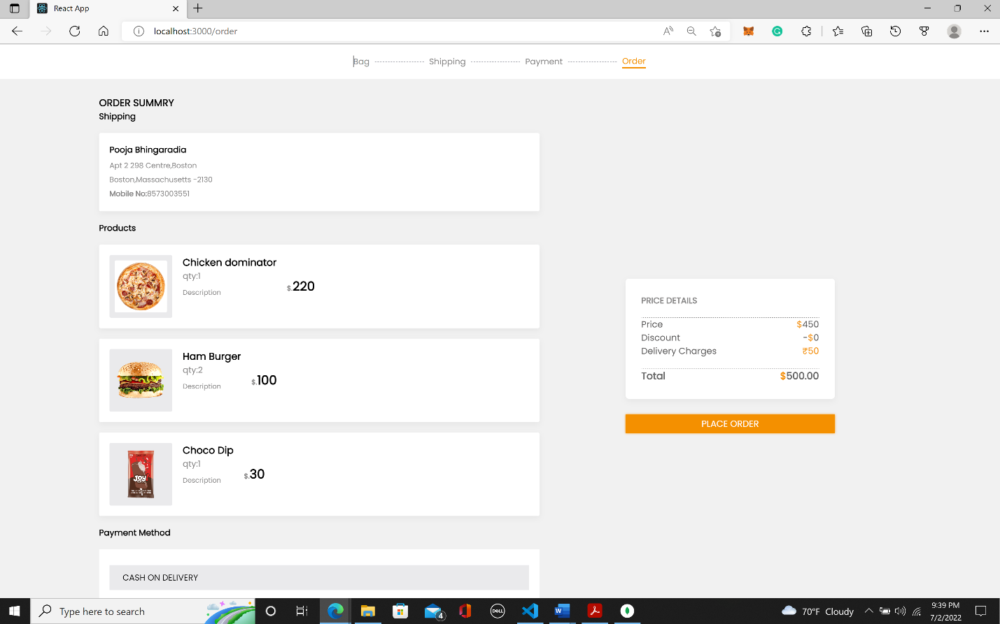 React App
localhost:3000/order
Bag Shipping Payment Order
ORDER SUMMRY
Shipping
Pooja Bhingaradia
Apt 2 298 Centre,Boston
Boston,Massachusetts -2130
Mobile No:8573003551
Products
Chicken dominator
qty:1
Description
$.220
Ham Burger
qty:2
Description
$.100
Choco Dip
qty:1
Description
$.30
JOY
Payment Method
CASH ON DELIVERY
PRICE DETAILS
Price $450
Discount -$0
Delivery Charges ₹50
Total $500.00
PLACE ORDER
Type here to search
4
DELL
70°F Cloudy
9:39 PM
7/2/2022